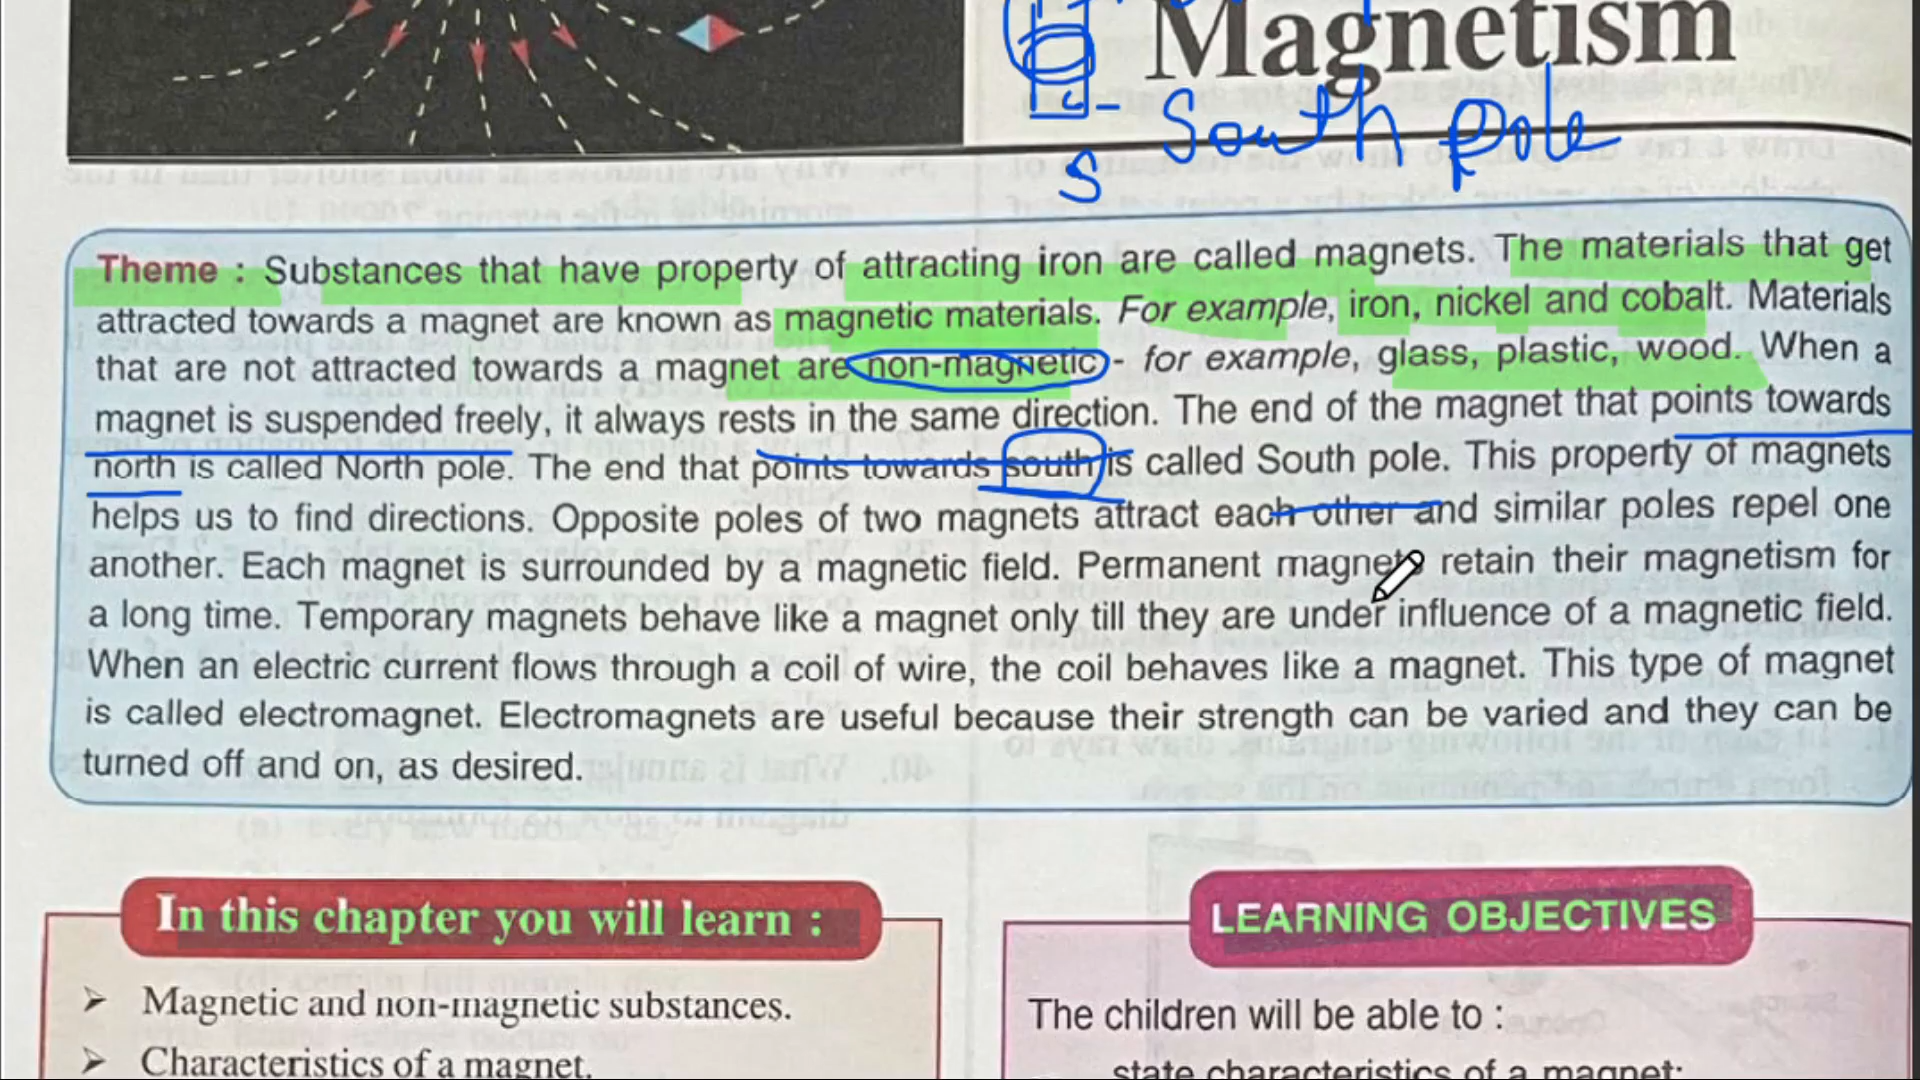 Magnetism
South pole
S
Theme : Substances that have property of attracting iron are called magnets. The materials that get
attracted towards a magnet are known as magnetic materials. For example, iron, nickel and cobalt. Materials
that are not attracted towards a magnet are non-magnetic - for example, glass, plastic, wood. When a
magnet is suspended freely, it always rests in the same direction. The end of the magnet that points towards
north is called North pole. The end that points towards south is called South pole. This property of magnets
helps us to find directions. Opposite poles of two magnets attract each other and similar poles repel one
another. Each magnet is surrounded by a magnetic field. Permanent magnets retain their magnetism for
a long time. Temporary magnets behave like a magnet only till they are under influence of a magnetic field.
When an electric current flows through a coil of wire, the coil behaves like a magnet. This type of magnet
is called electromagnet. Electromagnets are useful because their strength can be varied and they can be
turned off and on, as desired.
In this chapter you will learn :
➢ Magnetic and non-magnetic substances.
➢ Characteristics of a magnet.
LEARNING OBJECTIVES
The children will be able to :
state characteristics of a magnet;